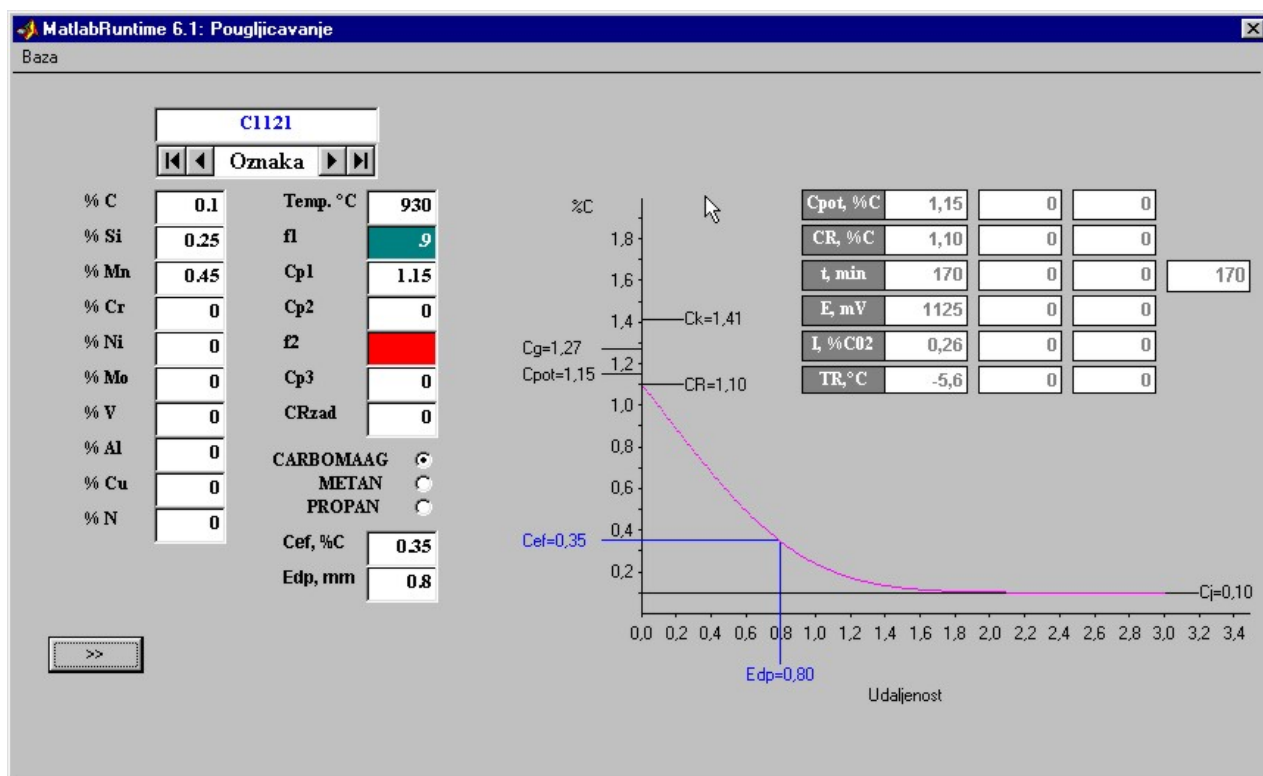 MatlabRuntime 6.1: Pougljicavanje
Baza
C1121
Oznaka
% C 0.1
% Si 0.25
% Mn 0.45
% Cr 0
% Ni 0
% Mo 0
% V 0
% Al 0
% Cu 0
% N 0
Temp. °C 930
f1 .9
Cp1 1.15
Cp2 0
f2
Cp3 0
CRzad 0
CARBOMAAG
METAN
PROPAN
Cef, %C 0.35
Edp, mm 0.8
>>
%C
1,8
1,6
1,4
1,2
1,0
0,8
0,6
0,4
0,2
Ck=1,41
Cg=1,27
Cpot=1,15
CR=1,10
Cef=0,35
Cj=0,10
0,0 0,2 0,4 0,6 0,8 1,0 1,2 1,4 1,6 1,8 2,0 2,2 2,4 2,6 2,8 3,0 3,2 3,4
Edp=0,80
Udaljenost
Cpot, %C 1,15 0 0
CR, %C 1,10 0 0
t, min 170 0 0 170
E, mV 1125 0 0
I, %C02 0,26 0 0
TR,°C -5,6 0 0